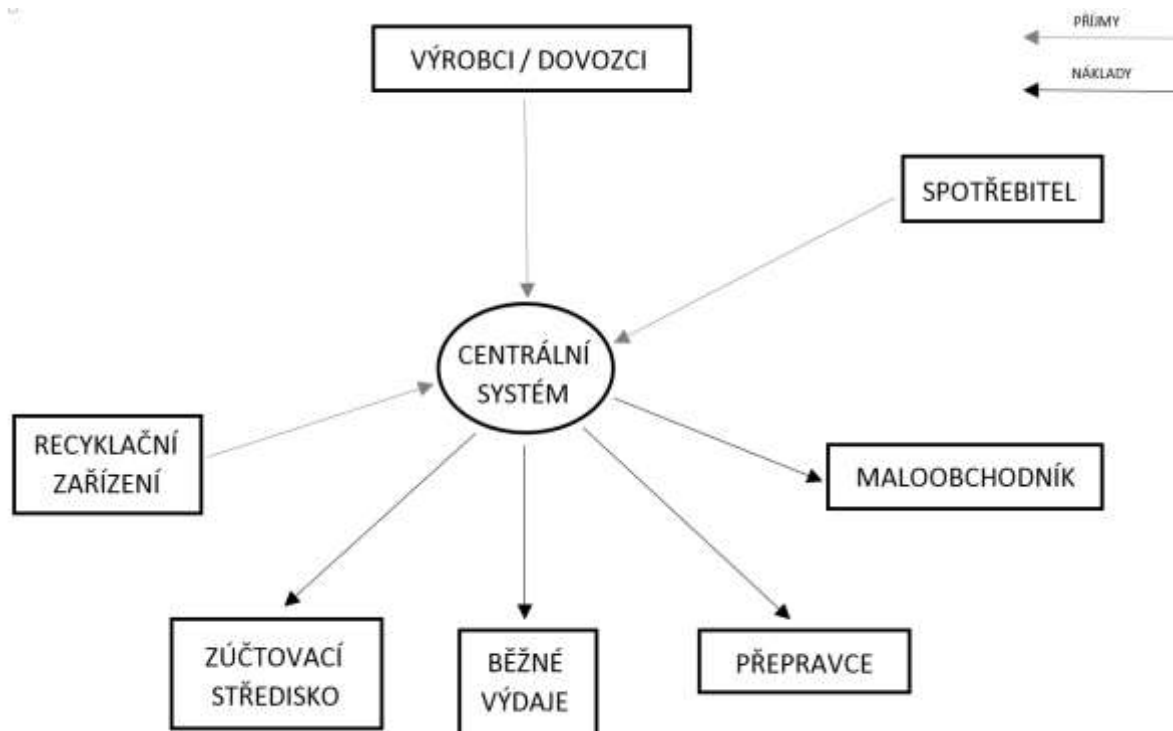 PŘÍJMY
VÝROBCI / DOVOZCI
NÁKLADY
SPOTŘEBITEL
CENTRÁLNÍ
SYSTÉM
RECYKLAČNÍ
ZAŘÍZENÍ
MALOOBCHODNÍK
ZÚČTOVACÍ
STŘEDISKO
BĚŽNÉ
VÝDAJE
PŘEPRAVCE